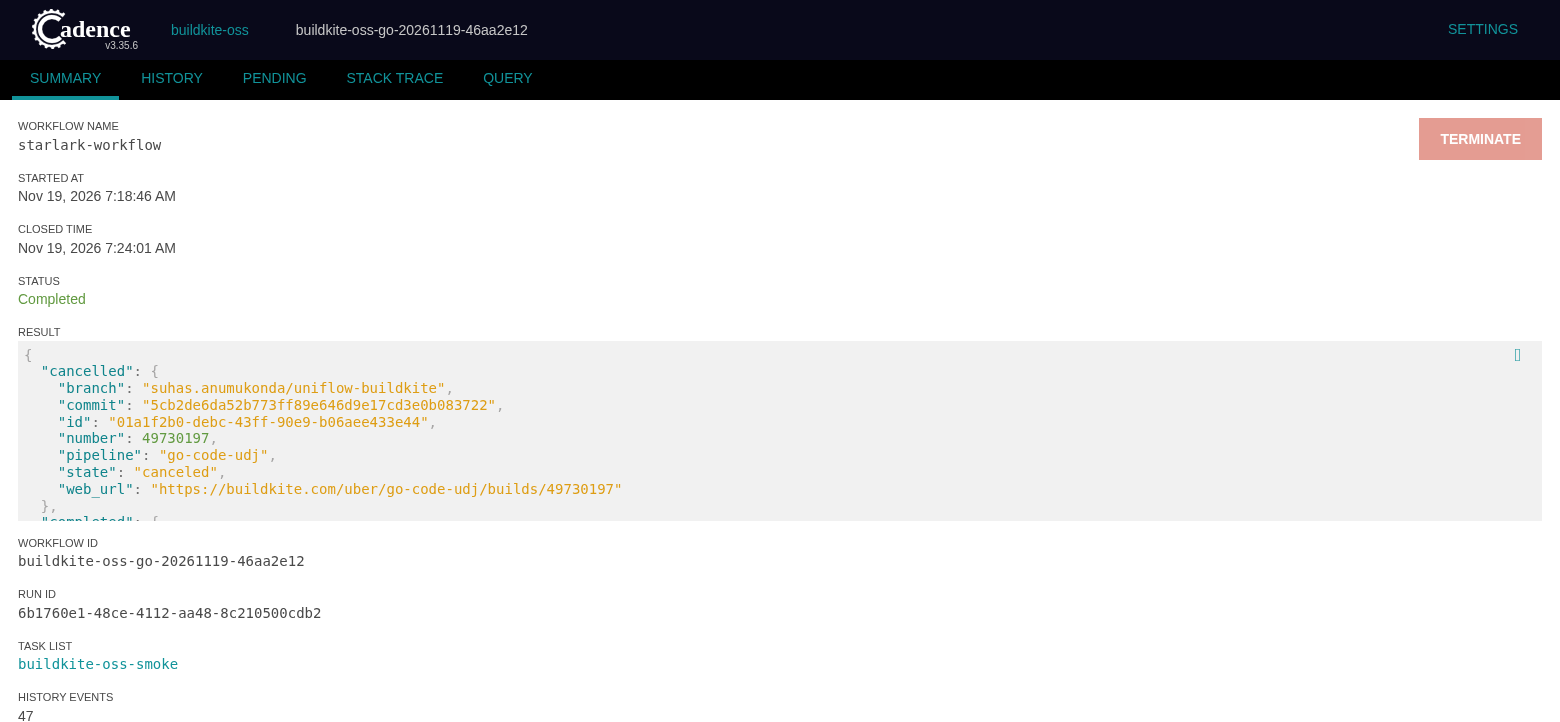 Cadence
v3.35.6
buildkite-oss
buildkite-oss-go-20261119-46aa2e12
SETTINGS
SUMMARY
HISTORY
PENDING
STACK TRACE
QUERY
WORKFLOW NAME
starlark-workflow
TERMINATE
STARTED AT
Nov 19, 2026 7:18:46 AM
CLOSED TIME
Nov 19, 2026 7:24:01 AM
STATUS
Completed
RESULT
{
"cancelled": {
"branch": "suhas.anumukonda/uniflow-buildkite",
"commit": "5cb2de6da52b773ff89e646d9e17cd3e0b083722",
"id": "01a1f2b0-debc-43ff-90e9-b06aee433e44",
"number": 49730197,
"pipeline": "go-code-udj",
"state": "canceled",
"web_url": "https://buildkite.com/uber/go-code-udj/builds/49730197"
},
"completed": {
WORKFLOW ID
buildkite-oss-go-20261119-46aa2e12
RUN ID
6b1760e1-48ce-4112-aa48-8c210500cdb2
TASK LIST
buildkite-oss-smoke
HISTORY EVENTS
47